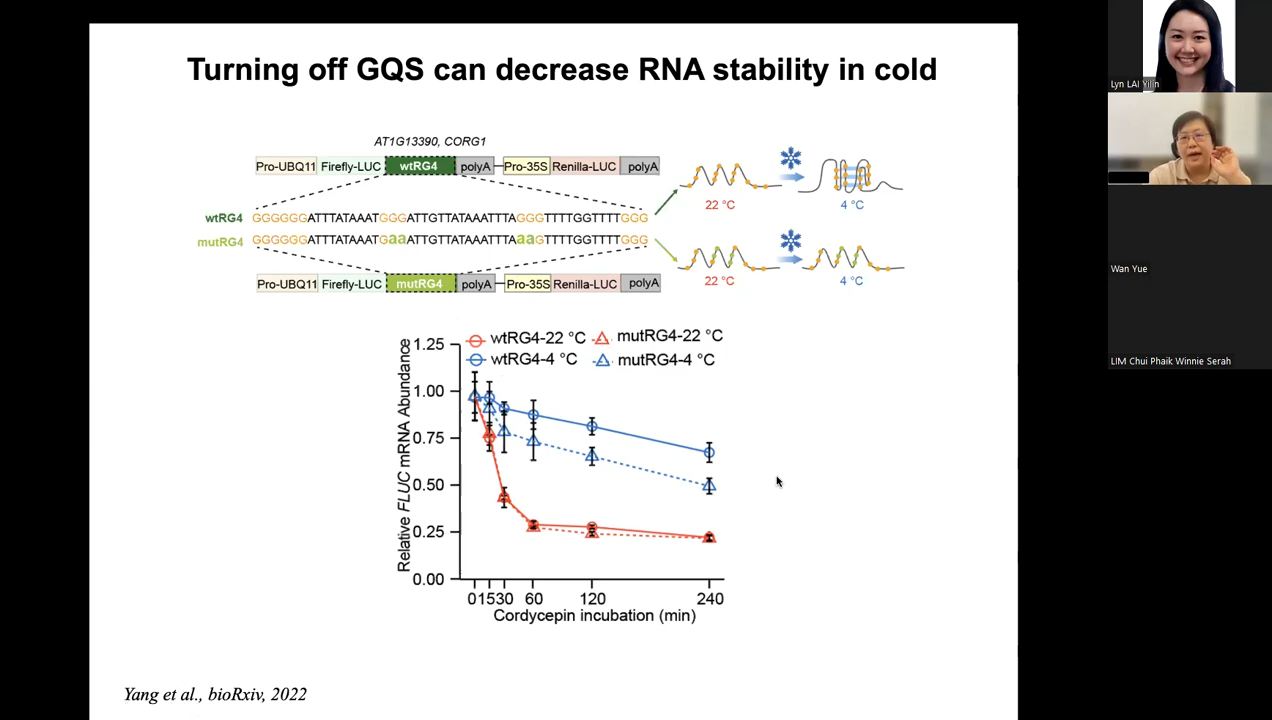 Turning off GQS can decrease RNA stability in cold
AT1G13390, CORG1
Pro-UBQ11 Firefly-LUC wtRG4 polyA Pro-35S Renilla-LUC polyA
wtRG4 GGGGGGATTTATAAATGGGATTGTTATAAATTTAGGGTTTTGGTTTTGGG
mutRG4 GGGGGGATTTATAAATGaaATTGTTATAAATTTAaaGTTTTGGTTTTGGG
Pro-UBQ11 Firefly-LUC mutRG4 polyA Pro-35S Renilla-LUC polyA
22 °C 4 °C
22 °C 4 °C
wtRG4-22 °C mutRG4-22 °C
wtRG4-4 °C mutRG4-4 °C
Relative FLUC mRNA Abundance
1.25
1.00
0.75
0.50
0.25
0.00
0 15 30 60 120 240
Cordycepin incubation (min)
Yang et al., bioRxiv, 2022
Lyn LAI Yilin
Wan Yue
LIM Chui Phaik Winnie Serah